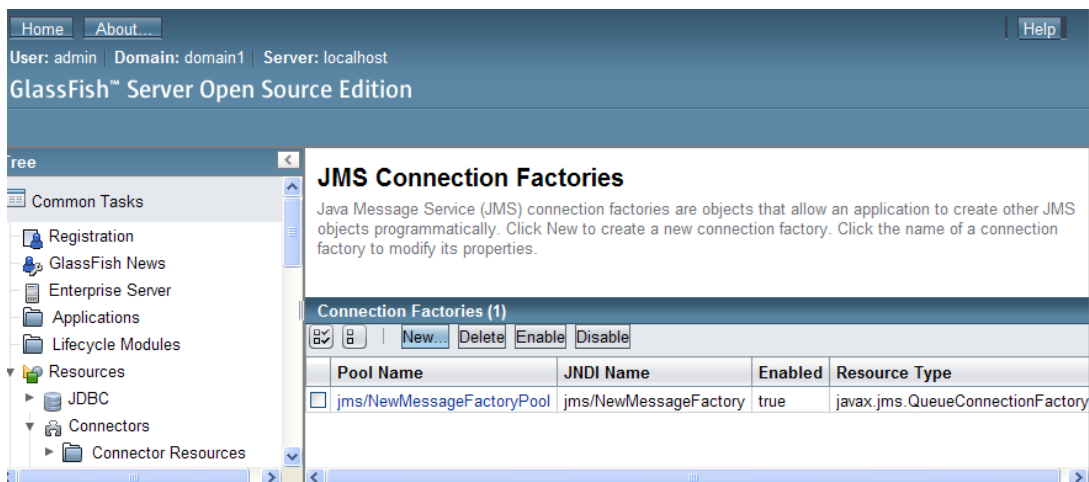 Home About... Help
User: admin Domain: domain1 Server: localhost
GlassFish™ Server Open Source Edition
Tree
Common Tasks
Registration
GlassFish News
Enterprise Server
Applications
Lifecycle Modules
Resources
JDBC
Connectors
Connector Resources
JMS Connection Factories
Java Message Service (JMS) connection factories are objects that allow an application to create other JMS
objects programmatically. Click New to create a new connection factory. Click the name of a connection
factory to modify its properties.
Connection Factories (1)
New... Delete Enable Disable
Pool Name JNDI Name Enabled Resource Type
jms/NewMessageFactoryPool jms/NewMessageFactory true javax.jms.QueueConnectionFactory